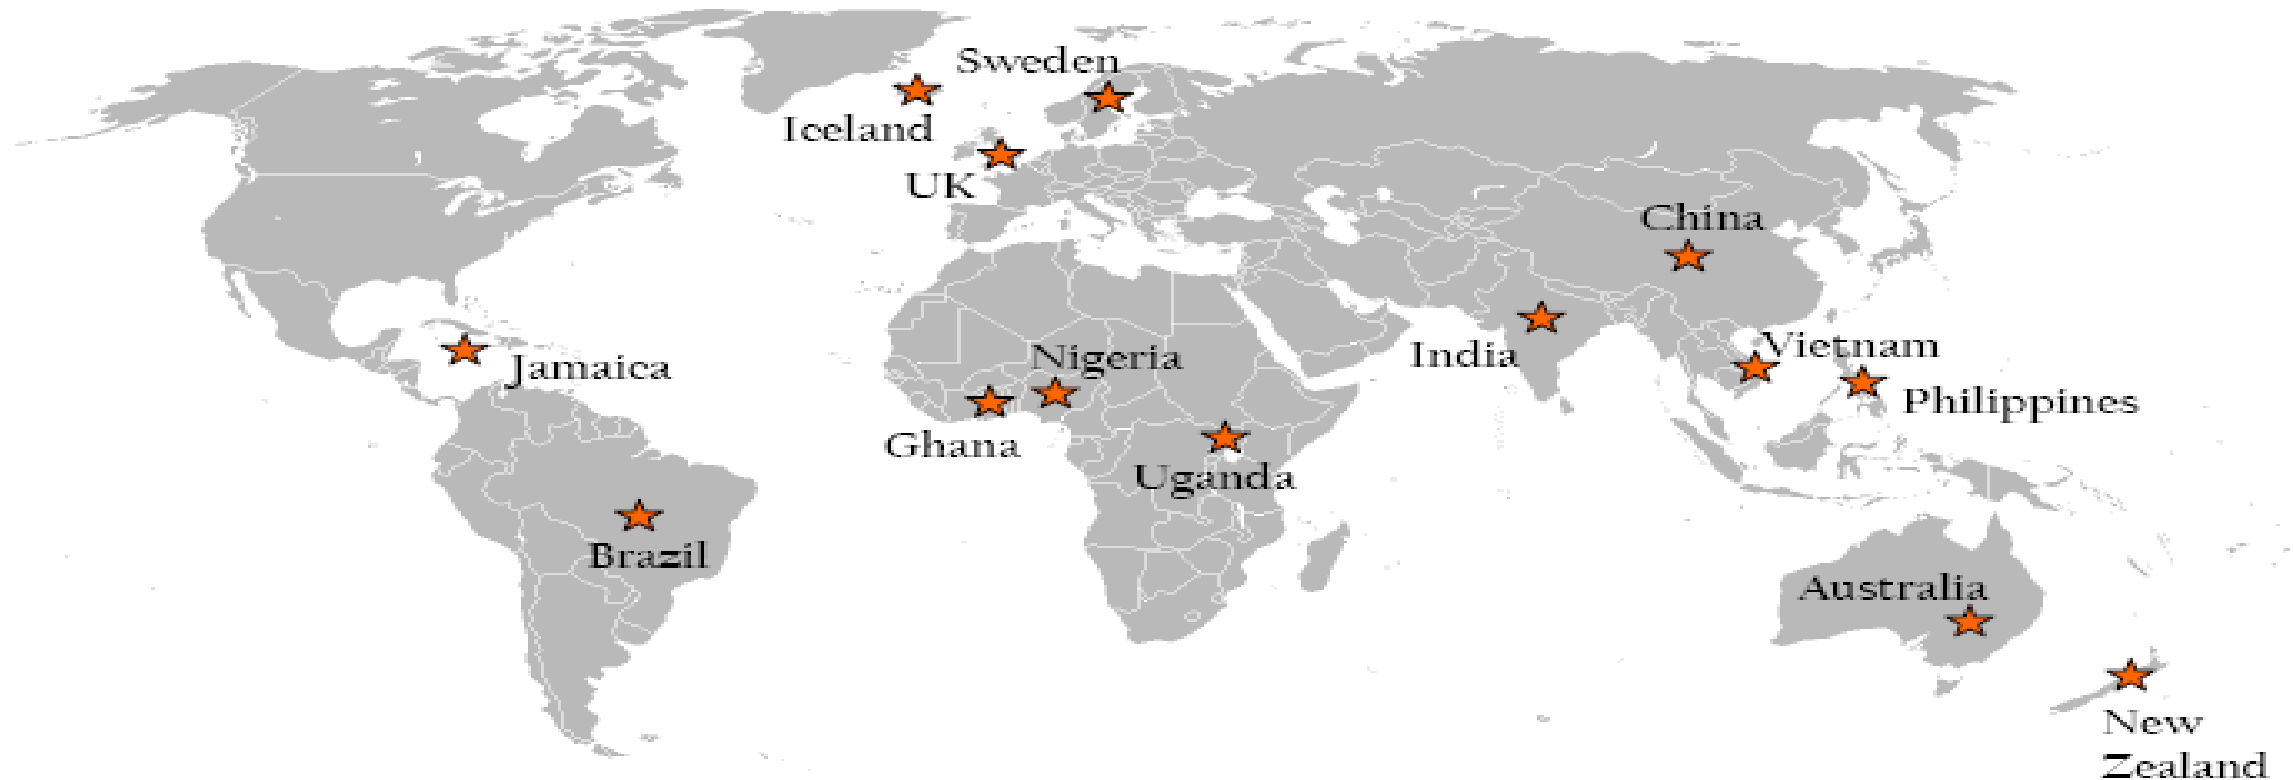 Sweden
Iceland
UK
China
Vietnam
India
Nigeria
Jamaica
Philippines
Ghana
Uganda
Brazil
Australia
New
Zealand